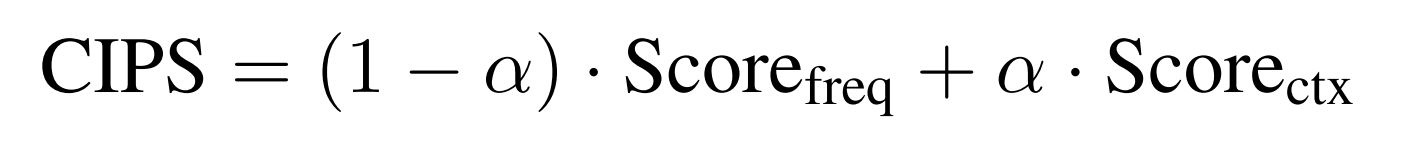 CIPS = (1 − α) · Score_freq + α · Score_ctx